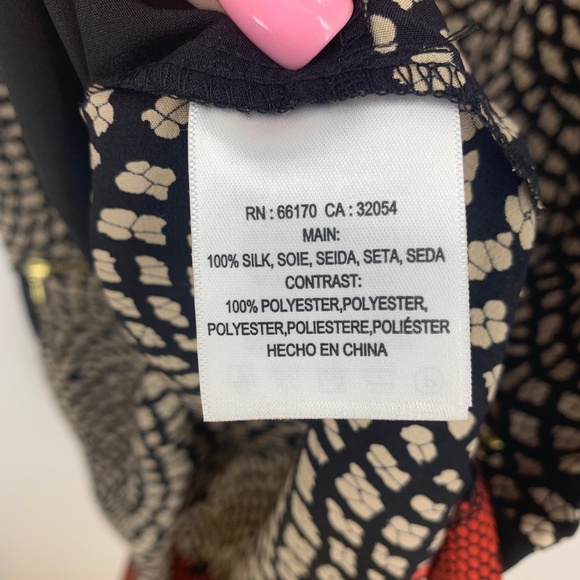 RN : 66170 CA : 32054
MAIN:
100% SILK, SOIE, SEIDA, SETA, SEDA
CONTRAST:
100% POLYESTER,POLYESTER,
POLYESTER,POLIESTERE,POLIÉSTER
HECHO EN CHINA